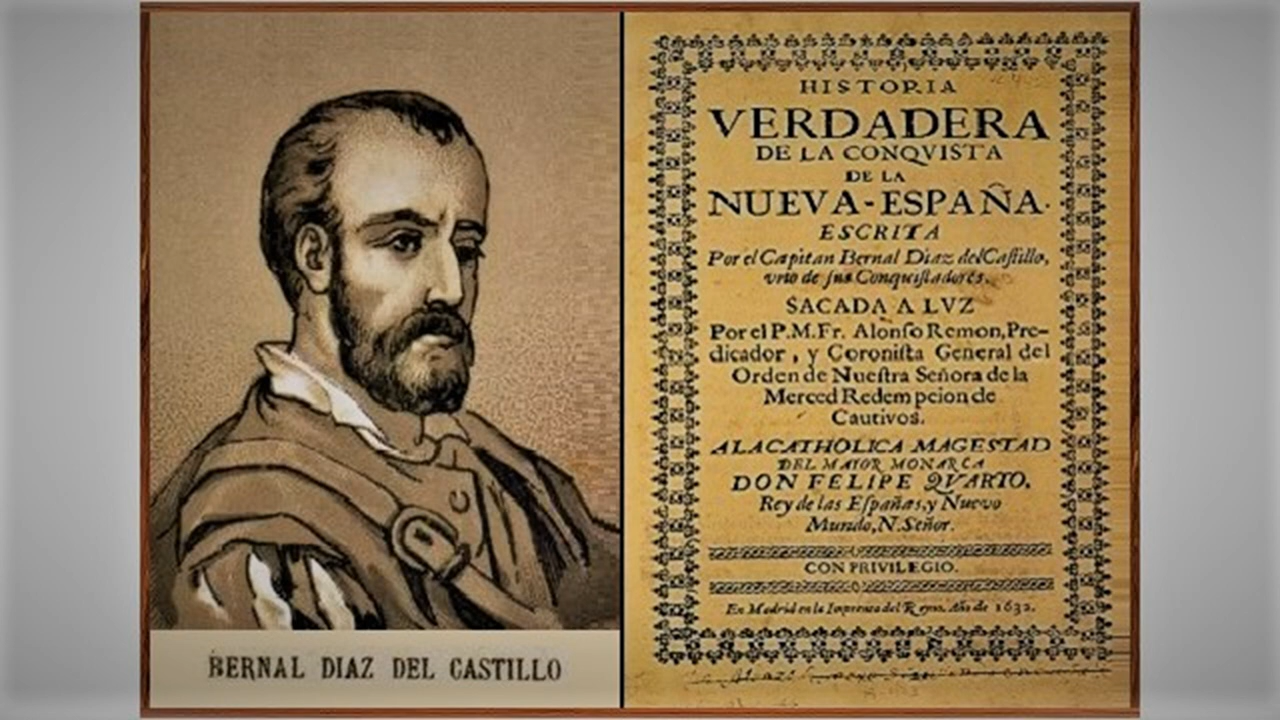 BERNAL DIAZ DEL CASTILLO
HISTORIA
VERDADERA
DE LA CONQVISTA
DE LA
NUEVA-ESPAÑA.
ESCRITA
Por el Capitan Bernal Diaz del Castillo,
vno de sus Conquistadores.
SACADA A LVZ
Por el P.M.Fr. Alonso Remon, Pre-
dicador, y Coronista General del
Orden de Nuestra Señora de la
Merced Redempcion de
Cautivos.
A LA CATHOLICA MAGESTAD
DEL MAYOR MONARCA
DON FELIPE QVARTO,
Rey de las Españas, y Nuevo
Mundo, N. Señor.
CON PRIVILEGIO.
En Madrid en la Imprenta del Reyno. Año de 1632.